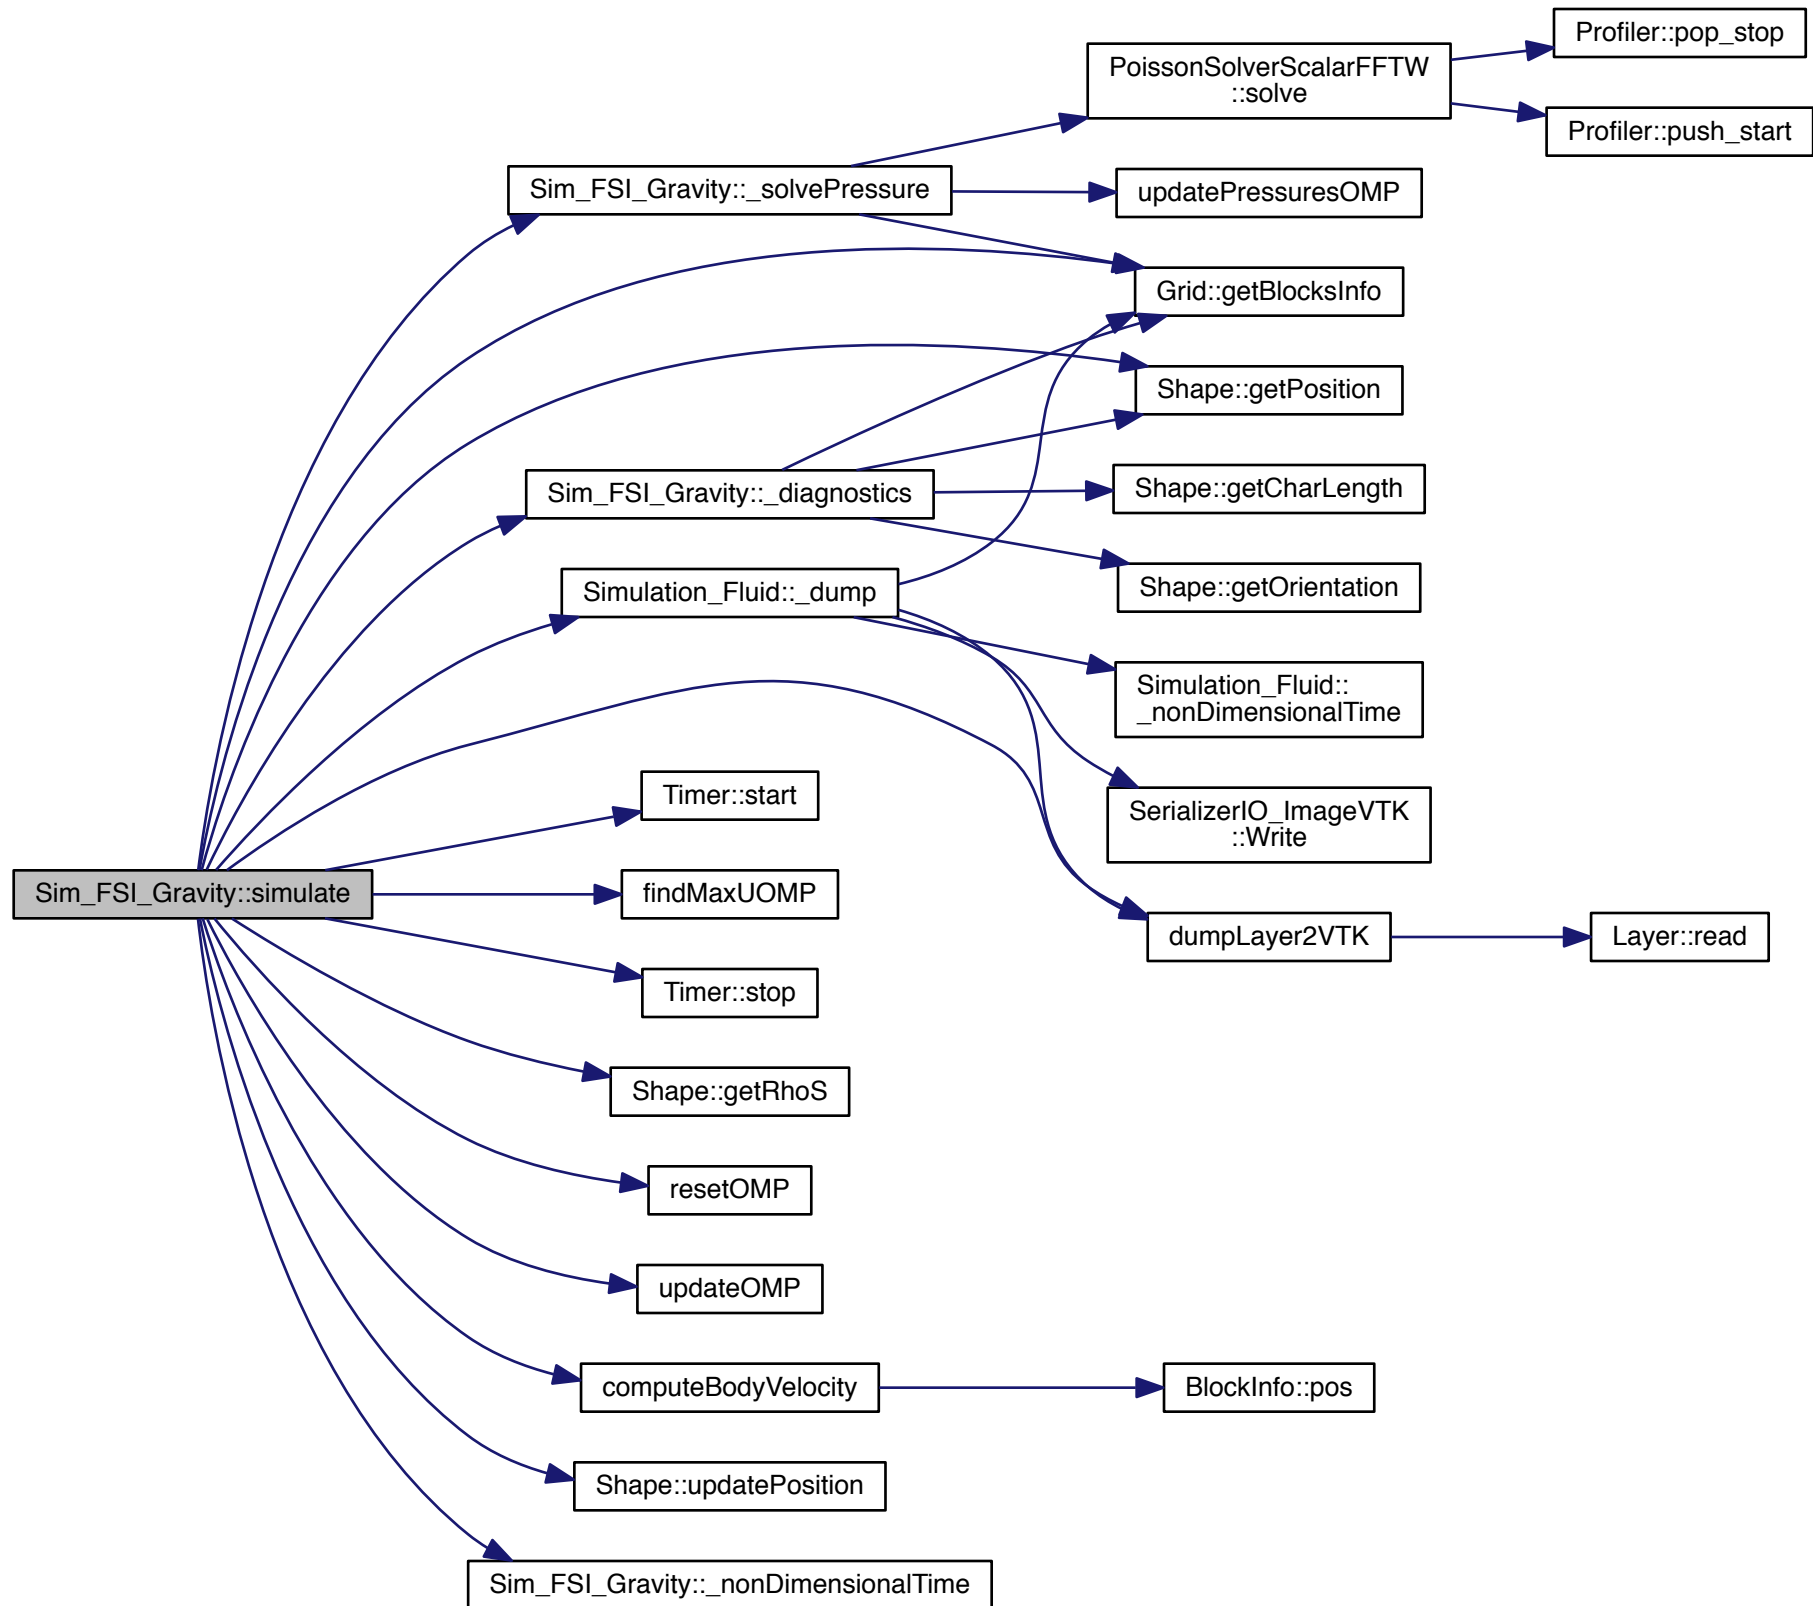 Profiler::pop_stop
PoissonSolverScalarFFTW
::solve
Profiler::push_start
Sim_FSI_Gravity::_solvePressure
updatePressuresOMP
Grid::getBlocksInfo
Shape::getPosition
Sim_FSI_Gravity::_diagnostics
Shape::getCharLength
Simulation_Fluid::_dump
Shape::getOrientation
Simulation_Fluid::
_nonDimensionalTime
Timer::start
SerializerIO_ImageVTK
::Write
Sim_FSI_Gravity::simulate
findMaxUOMP
dumpLayer2VTK
Layer::read
Timer::stop
Shape::getRhoS
resetOMP
updateOMP
computeBodyVelocity
BlockInfo::pos
Shape::updatePosition
Sim_FSI_Gravity::_nonDimensionalTime